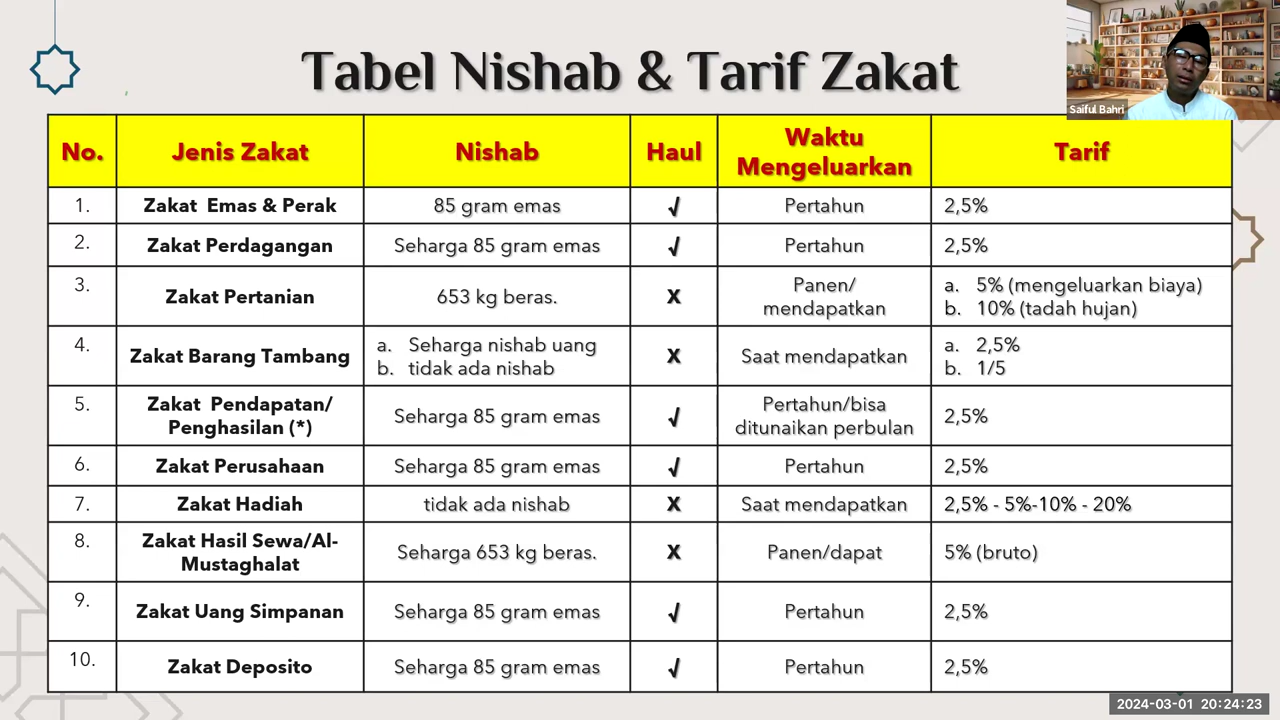 Tabel Nishab & Tarif Zakat
Saiful Bahri
No. Jenis Zakat Nishab Haul Waktu Mengeluarkan Tarif
1. Zakat Emas & Perak 85 gram emas √ Pertahun 2,5%
2. Zakat Perdagangan Seharga 85 gram emas √ Pertahun 2,5%
3. Zakat Pertanian 653 kg beras. X Panen/ mendapatkan a. 5% (mengeluarkan biaya)
b. 10% (tadah hujan)
4. Zakat Barang Tambang a. Seharga nishab uang
b. tidak ada nishab X Saat mendapatkan a. 2,5%
b. 1/5
5. Zakat Pendapatan/
Penghasilan (*) Seharga 85 gram emas √ Pertahun/bisa
ditunaikan perbulan 2,5%
6. Zakat Perusahaan Seharga 85 gram emas √ Pertahun 2,5%
7. Zakat Hadiah tidak ada nishab X Saat mendapatkan 2,5% - 5%-10% - 20%
8. Zakat Hasil Sewa/Al-
Mustaghalat Seharga 653 kg beras. X Panen/dapat 5% (bruto)
9. Zakat Uang Simpanan Seharga 85 gram emas √ Pertahun 2,5%
10. Zakat Deposito Seharga 85 gram emas √ Pertahun 2,5%
2024-03-01 20:24:23